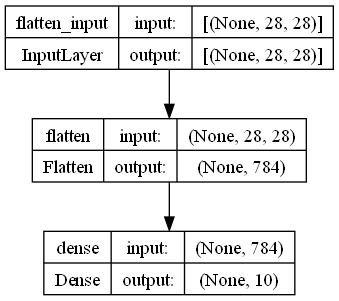 flatten_input input: [(None, 28, 28)]
InputLayer output: [(None, 28, 28)]
flatten input: (None, 28, 28)
Flatten output: (None, 784)
dense input: (None, 784)
Dense output: (None, 10)